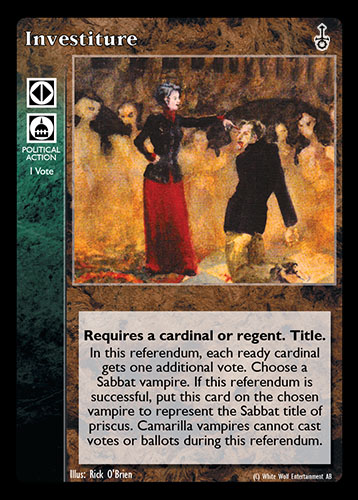 Investiture
POLITICAL
ACTION
1 Vote
Requires a cardinal or regent. Title.
In this referendum, each ready cardinal
gets one additional vote. Choose a
Sabbat vampire. If this referendum is
successful, put this card on the chosen
vampire to represent the Sabbat title of
priscus. Camarilla vampires cannot cast
votes or ballots during this referendum.
Illus: Rick O'Brien
(C) White Wolf Entertainment AB